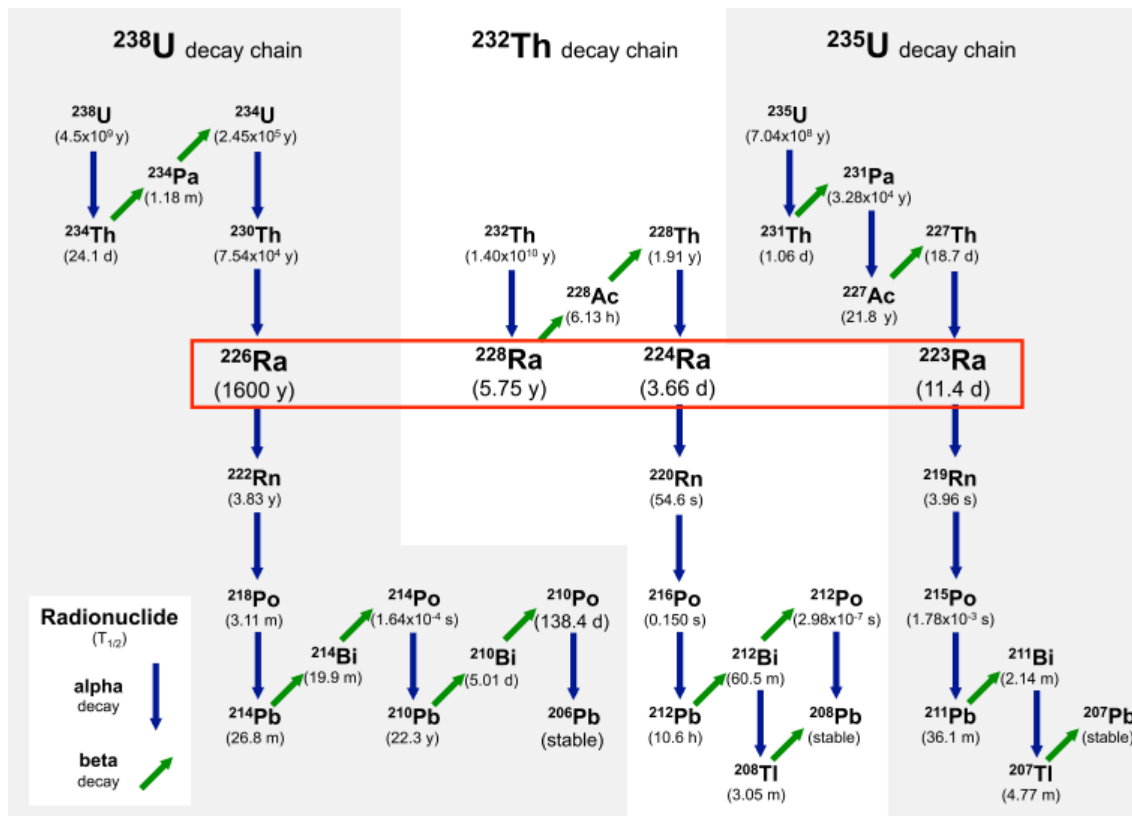 ²³⁸U decay chain
²³²Th decay chain
²³⁵U decay chain
²³⁸U
(4.5x10⁹ y)
²³⁴U
(2.45x10⁵ y)
²³⁴Pa
(1.18 m)
²³⁴Th
(24.1 d)
²³⁰Th
(7.54x10⁴ y)
²³²Th
(1.40x10¹⁰ y)
²²⁸Th
(1.91 y)
²²⁸Ac
(6.13 h)
²³⁵U
(7.04x10⁸ y)
²³¹Pa
(3.28x10⁴ y)
²³¹Th
(1.06 d)
²²⁷Th
(18.7 d)
²²⁷Ac
(21.8 y)
²²⁶Ra
(1600 y)
²²⁸Ra
(5.75 y)
²²⁴Ra
(3.66 d)
²²³Ra
(11.4 d)
²²²Rn
(3.83 y)
²²⁰Rn
(54.6 s)
²¹⁹Rn
(3.96 s)
²¹⁸Po
(3.11 m)
²¹⁴Po
(1.64x10⁻⁴ s)
²¹⁰Po
(138.4 d)
²¹⁴Bi
(19.9 m)
²¹⁰Bi
(5.01 d)
²¹⁴Pb
(26.8 m)
²¹⁰Pb
(22.3 y)
²⁰⁶Pb
(stable)
²¹⁶Po
(0.150 s)
²¹²Po
(2.98x10⁻⁷ s)
²¹²Bi
(60.5 m)
²¹²Pb
(10.6 h)
²⁰⁸Pb
(stable)
²⁰⁸Tl
(3.05 m)
²¹⁵Po
(1.78x10⁻³ s)
²¹¹Bi
(2.14 m)
²¹¹Pb
(36.1 m)
²⁰⁷Pb
(stable)
²⁰⁷Tl
(4.77 m)
Radionuclide
(T₁/₂)
alpha
decay
beta
decay